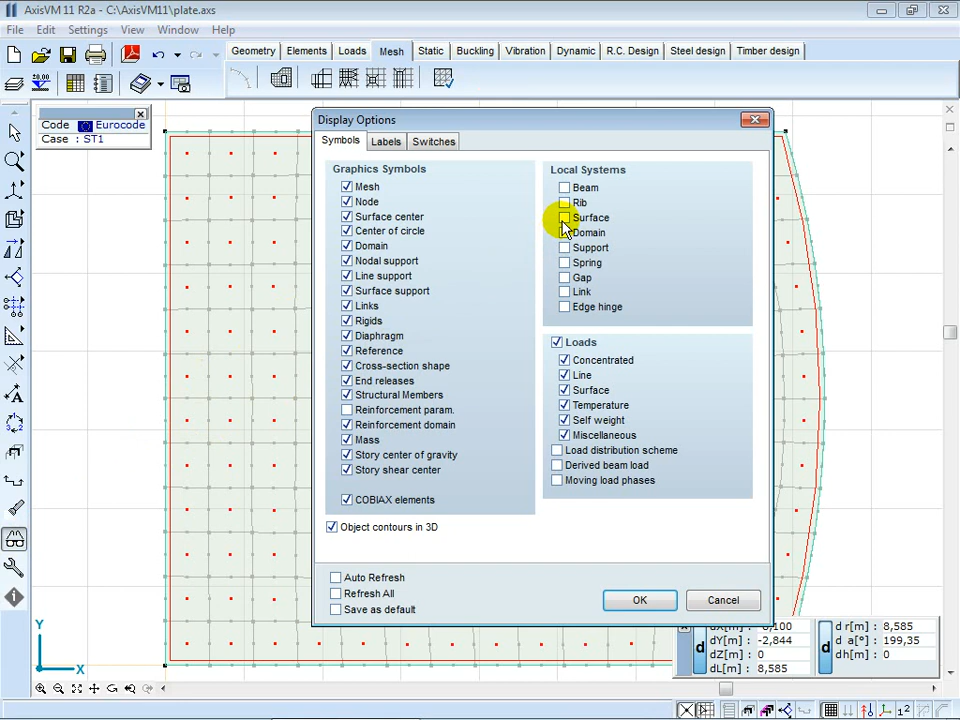 AxisVM 11 R2a - C:\AxisVM11\plate.axs
File Edit Settings View Window Help
Geometry Elements Loads Mesh Static Buckling Vibration Dynamic R.C. Design Steel design Timber design
Code Eurocode
Case : ST1
Display Options
Symbols Labels Switches
Graphics Symbols
Mesh
Node
Surface center
Center of circle
Domain
Nodal support
Line support
Surface support
Links
Rigids
Diaphragm
Reference
Cross-section shape
End releases
Structural Members
Reinforcement param.
Reinforcement domain
Mass
Story center of gravity
Story shear center
COBIAX elements
Object contours in 3D
Local Systems
Beam
Rib
Surface
Domain
Support
Spring
Gap
Link
Edge hinge
Loads
Concentrated
Line
Surface
Temperature
Self weight
Miscellaneous
Load distribution scheme
Derived beam load
Moving load phases
Auto Refresh
Refresh All
Save as default
OK Cancel
Y
X
d
dY[m]: -2,844
dZ[m]: 0
dL[m]: 8,585
d
d r[m]: 8,585
d a[°]: 199,35
dh[m]: 0